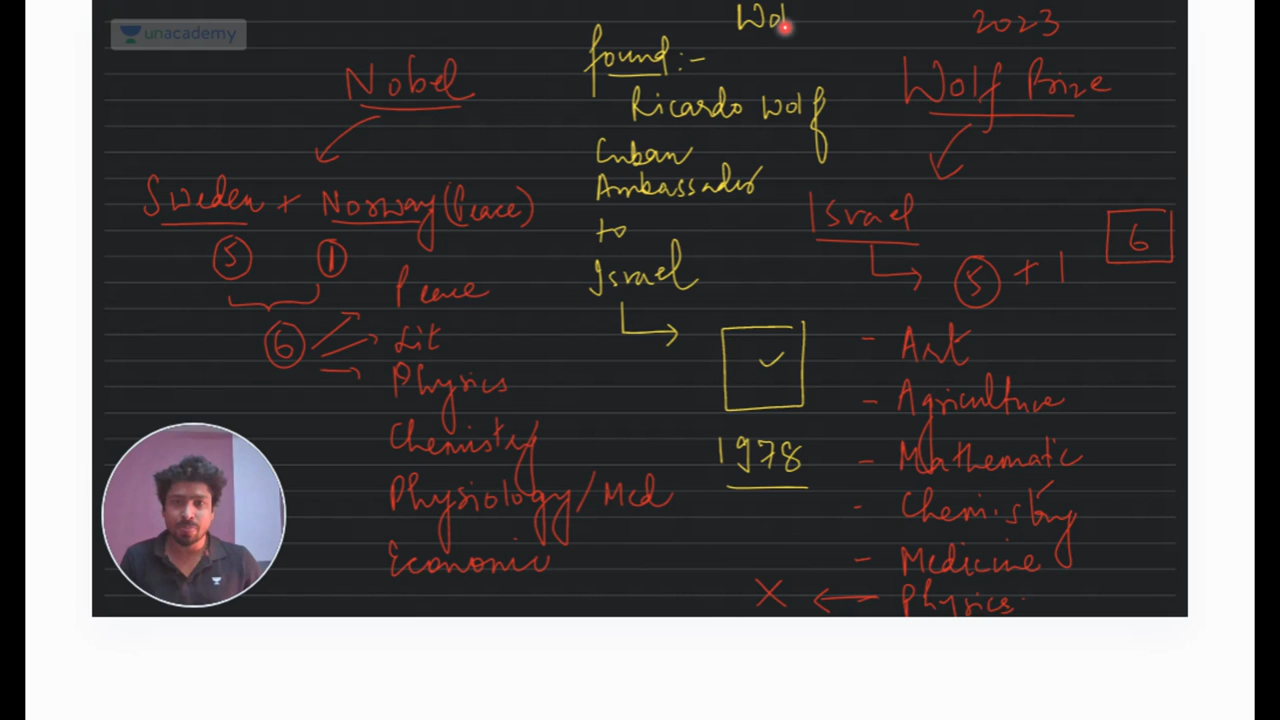 unacademy
Nobel
Sweden + Norway (Peace)
5 1
6
Peace
Lit
Physics
Chemistry
Physiology/Med
Economic
Wol
found:-
Ricardo Wolf
Cuban
Ambassador
to
Israel
1978
2023
Wolf Prize
Israel
6
5 + 1
- Art
- Agriculture
- Mathematic
- Chemistry
- Medicine
X ← Physics